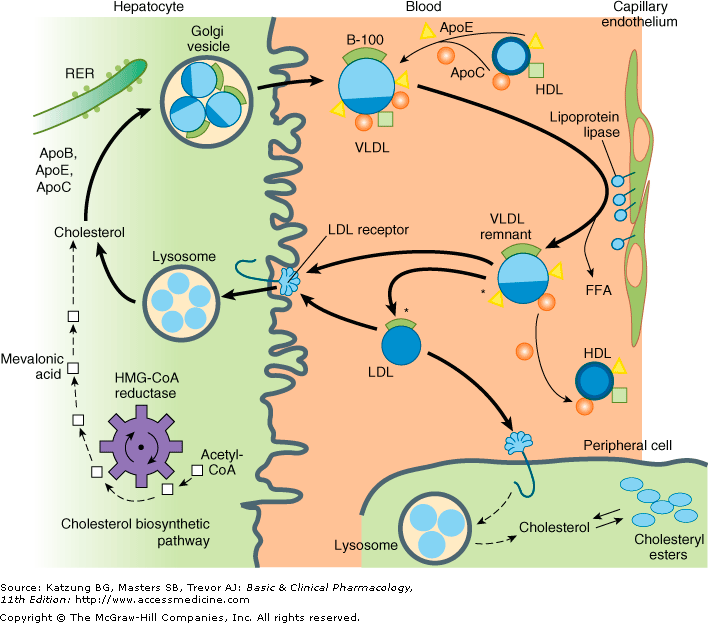 Hepatocyte
Blood
Capillary
endothelium
Golgi
vesicle
RER
B-100
ApoE
ApoC
HDL
VLDL
Lipoprotein
lipase
ApoB,
ApoE,
ApoC
Cholesterol
Lysosome
LDL receptor
VLDL
remnant
*
FFA
*
LDL
HDL
Mevalonic
acid
HMG-CoA
reductase
Acetyl-
CoA
Cholesterol biosynthetic
pathway
Peripheral cell
Lysosome
Cholesterol
Cholesteryl
esters
Source: Katzung BG, Masters SB, Trevor AJ: Basic & Clinical Pharmacology,
11th Edition: http://www.accessmedicine.com
Copyright © The McGraw-Hill Companies, Inc. All rights reserved.